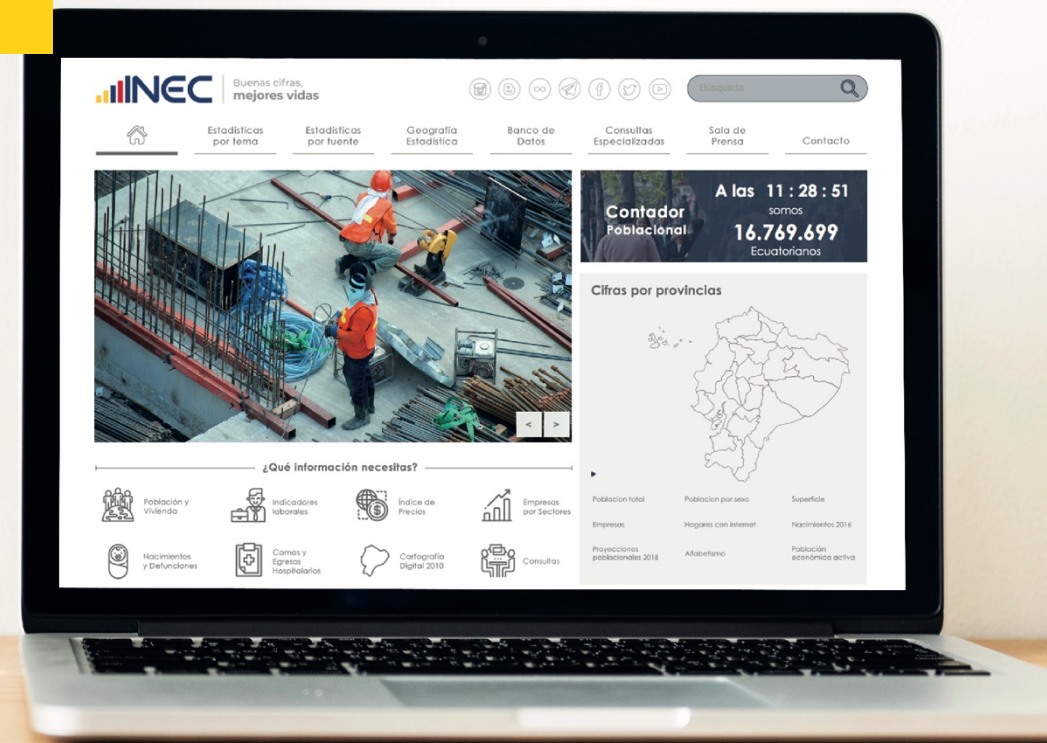 INEC
Buenas cifras,
mejores vidas
Búsqueda
Estadísticas
por tema
Estadísticas
por fuente
Geografía
Estadística
Banco de
Datos
Consultas
Especializadas
Sala de
Prensa
Contacto
Contador
Poblacional
A las 11 : 28 : 51
somos
16.769.699
Ecuatorianos
< >
Cifras por provincias
Poblacion total
Poblacion por sexo
Superficie
Empresas
Hogares con internet
Nacimientos 2016
Proyecciones
poblacionales 2018
Alfabetismo
Población
económica activa
¿Qué información necesitas?
Población y
Vivienda
Indicadores
laborales
Índice de
Precios
Empresas
por Sectores
Nacimientos
y Defunciones
Camas y
Egresos
Hospitalarios
Cartografía
Digital 2010
Consultas